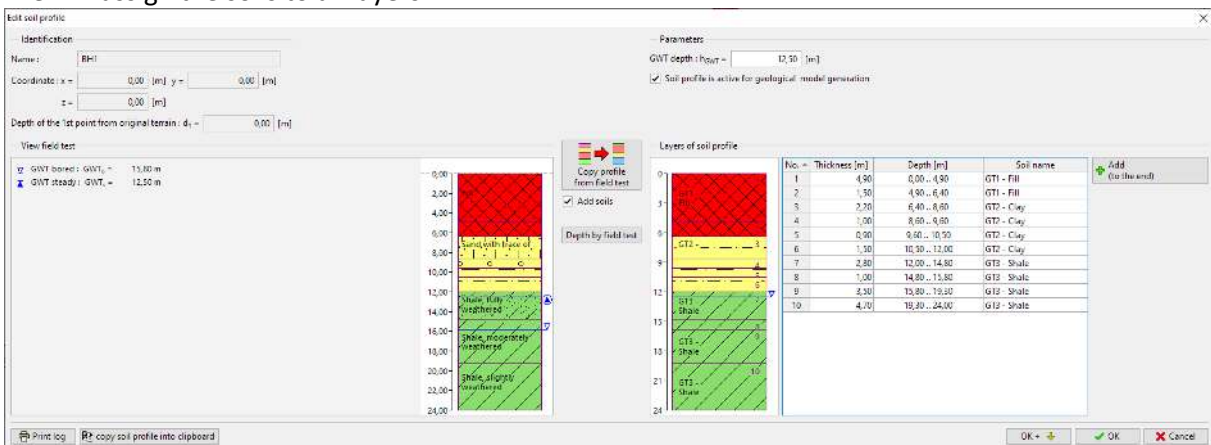 Edit soil profile
Identification
Name :
BH1
Coordinate : x =
0,00
[m]
y =
0,00
[m]
z =
0,00
[m]
Depth of the 1st point from original terrain : d₁ =
0,00
[m]
Parameters
GWT depth : hGWT =
12,50
[m]
Soil profile is active for geological model generation
View field test
GWT bored : GWT
=
15,80 m
GWT steady : GWT
=
12,50 m
0,00
2,00
4,00
6,00
8,00
10,00
12,00
14,00
16,00
18,00
20,00
22,00
24,00
Sand with trace of
Shale, fully
weathered
Shale, moderately
weathered
Shale, slightly
weathered
Copy profile
from field test
Add soils
Depth by field test
Layers of soil profile
0
3
6
9
12
15
18
21
24
GT1
Fill
GT2 -
3
4
5
6
Shale
9
GT3 -
Shale
10
GT3 -
Shale
No. Thickness [m] Depth [m] Soil name
1 4,90 0,00 .. 4,90 GT1 - Fill
2 1,50 4,90 .. 6,40 GT1 - Fill
3 2,20 6,40 .. 8,60 GT2 - Clay
4 1,00 8,60 .. 9,60 GT2 - Clay
5 0,90 9,60 .. 10,50 GT2 - Clay
6 1,50 10,50 .. 12,00 GT2 - Clay
7 2,80 12,00 .. 14,80 GT3 - Shale
8 1,00 14,80 .. 15,80 GT3 - Shale
9 3,50 15,80 .. 19,30 GT3 - Shale
10 4,70 19,30 .. 24,00 GT3 - Shale
Add
(to the end)
Print log
copy soil profile into clipboard
OK +
OK
Cancel